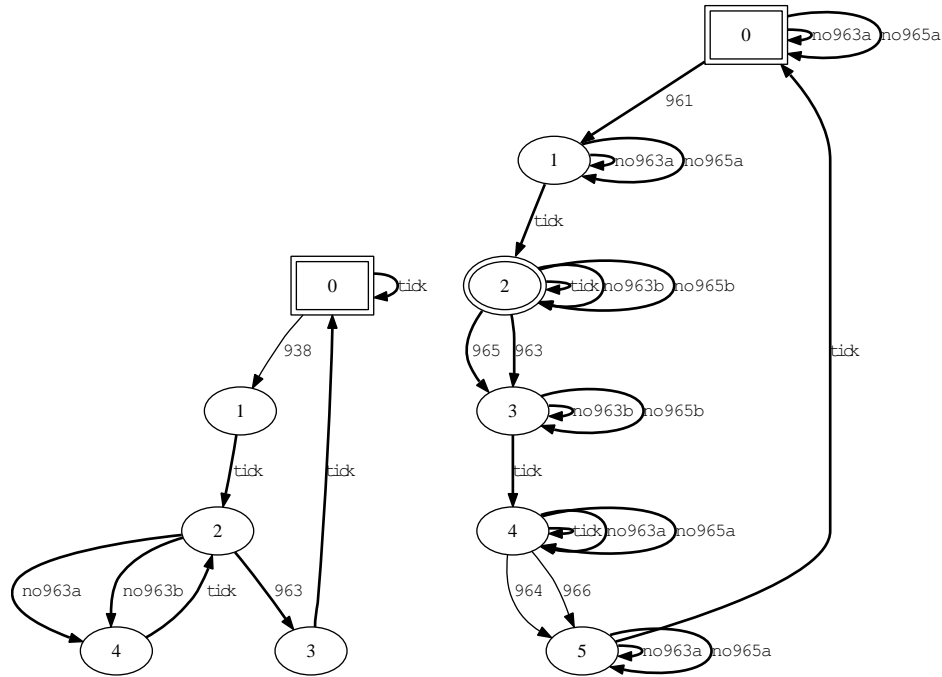 0 no963a no965a
961
1 no963a no965a
tick
0 tick
2 tick no963b no965b
938
965 963
tick
1
3 no963b no965b
tick
tick
tick
2
4 tick no963a no965a
no963a no963b tick 963
964 966
4
3
5 no963a no965a